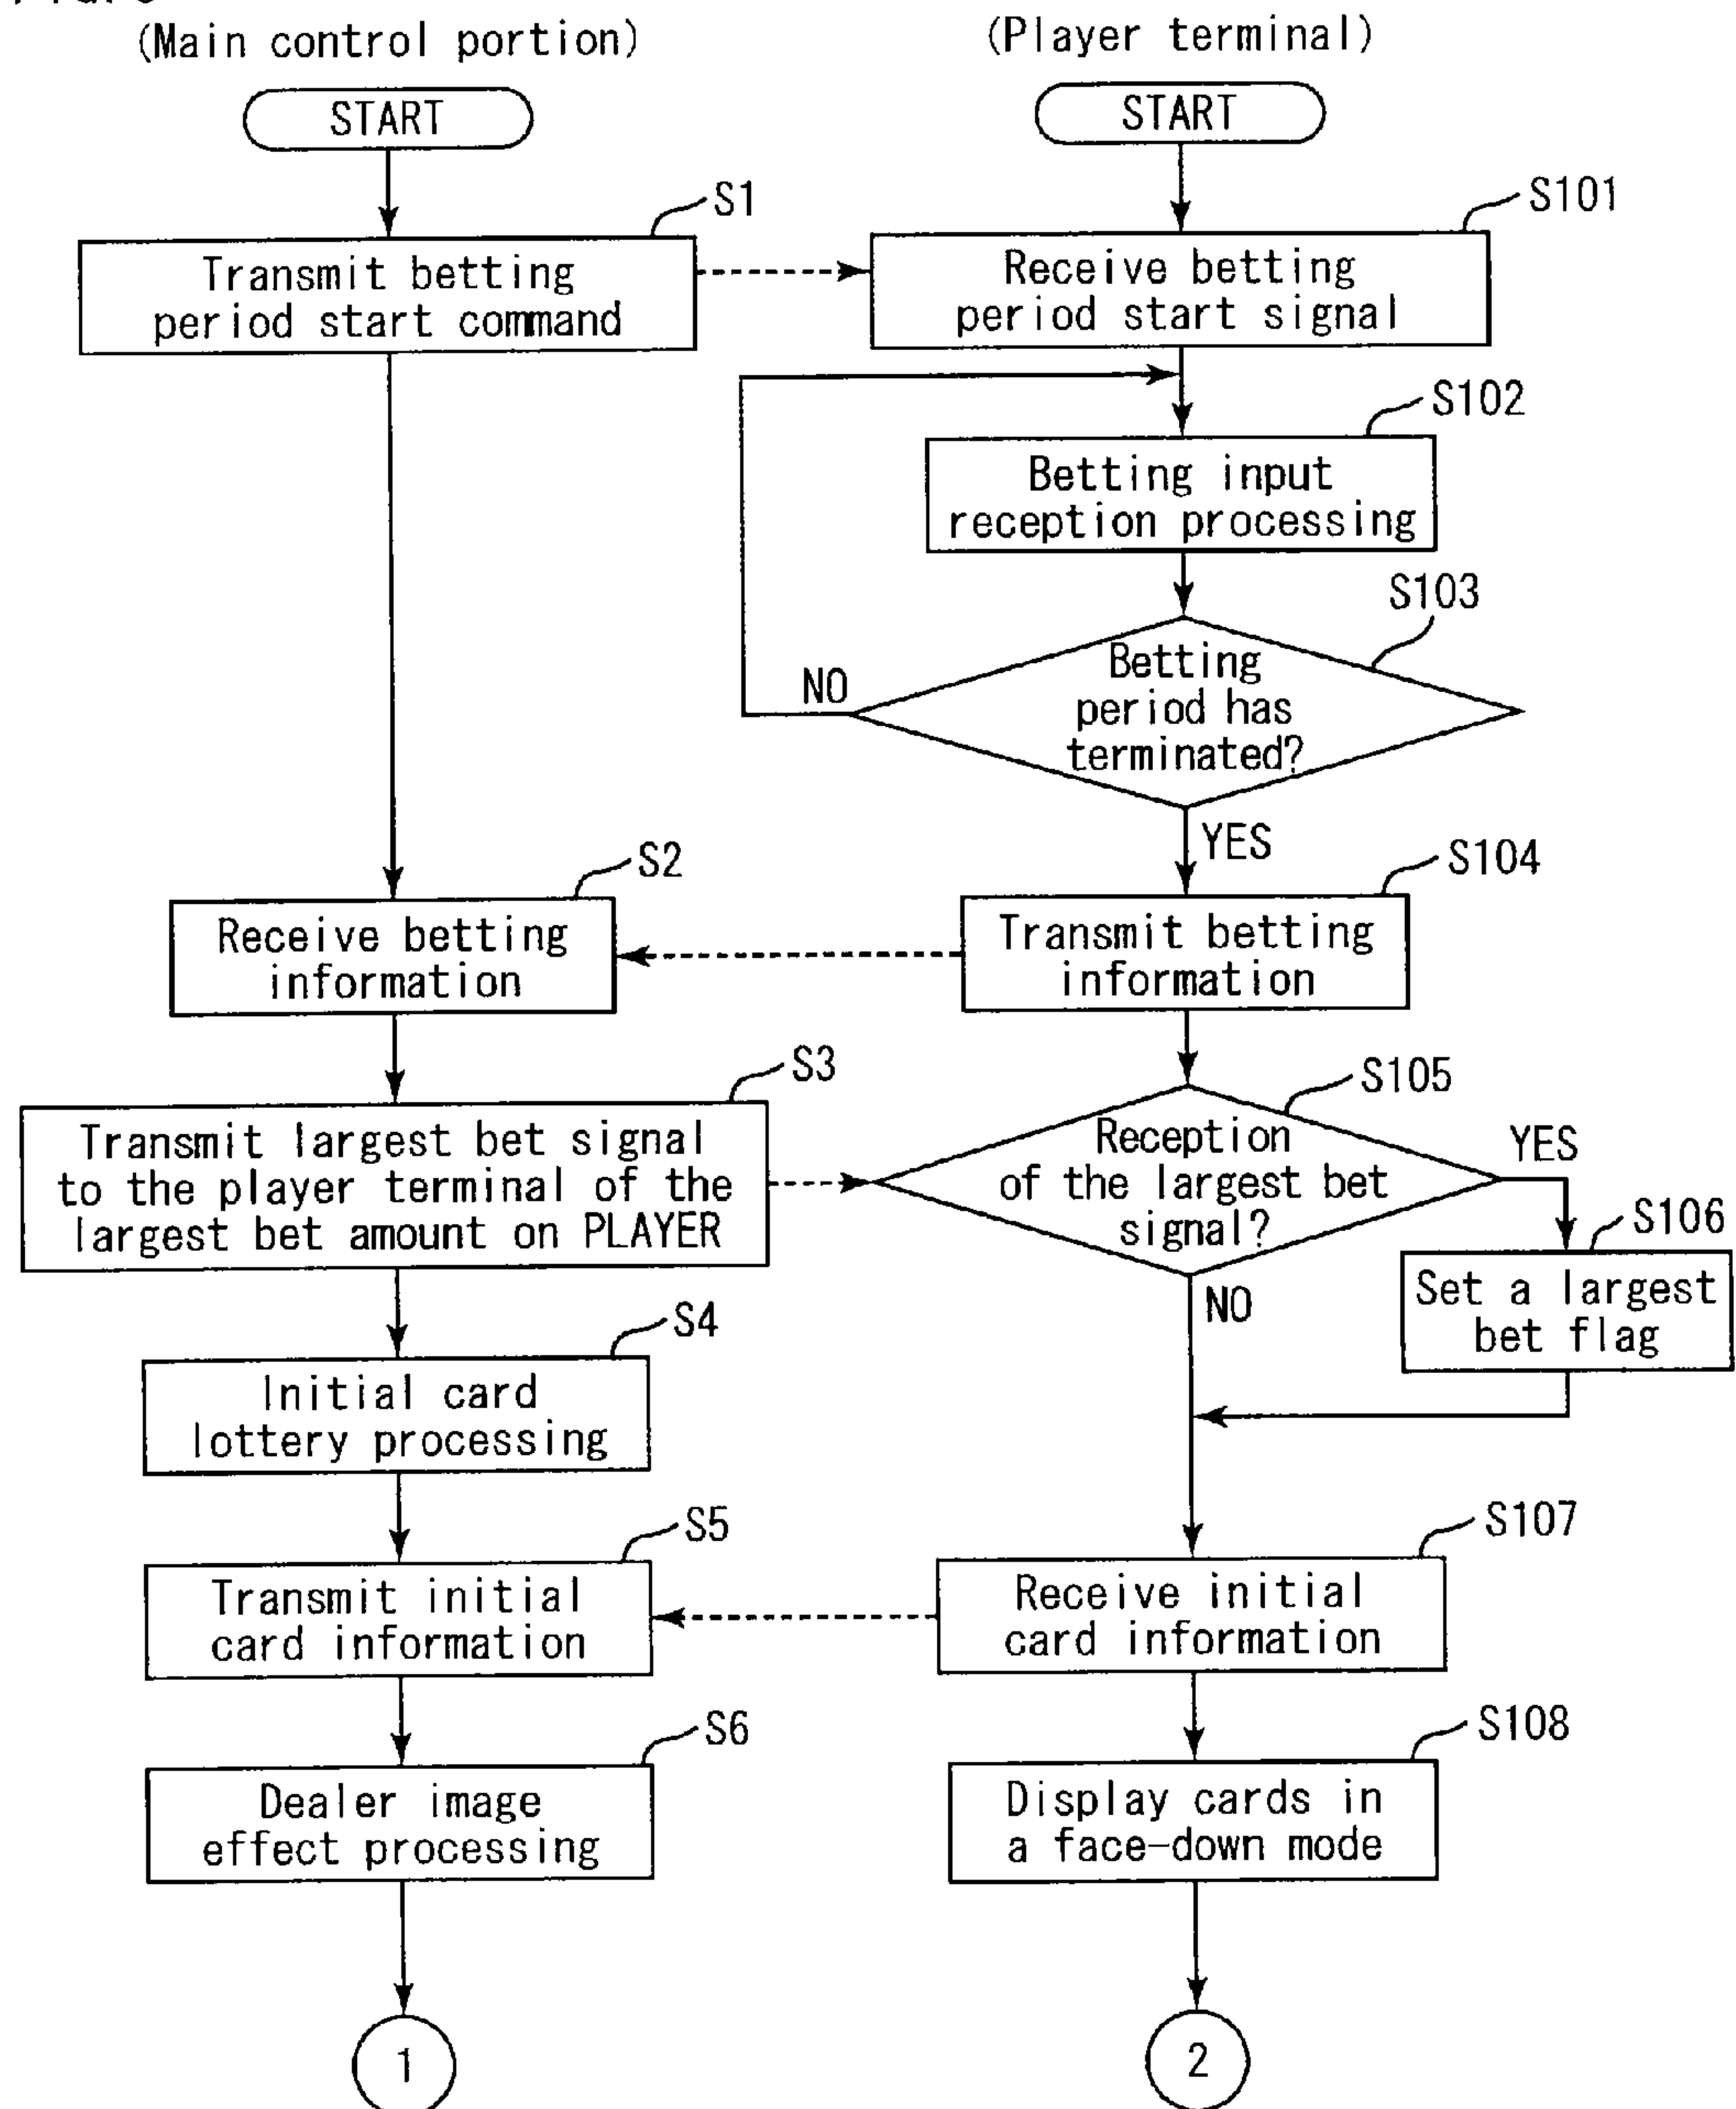 (Main control portion)
(Player terminal)
START
START
S1
S101
Transmit betting
period start command
Receive betting
period start signal
S102
Betting input
reception processing
S103
Betting
period has
terminated?
NO
YES
S2
S104
Receive betting
information
Transmit betting
information
S3
S105
Transmit largest bet signal
to the player terminal of the
largest bet amount on PLAYER
Reception
of the largest bet
signal?
YES
NO
S106
Set a largest
bet flag
S4
Initial card
lottery processing
S5
S107
Transmit initial
card information
Receive initial
card information
S6
S108
Dealer image
effect processing
Display cards in
a face-down mode
1
2